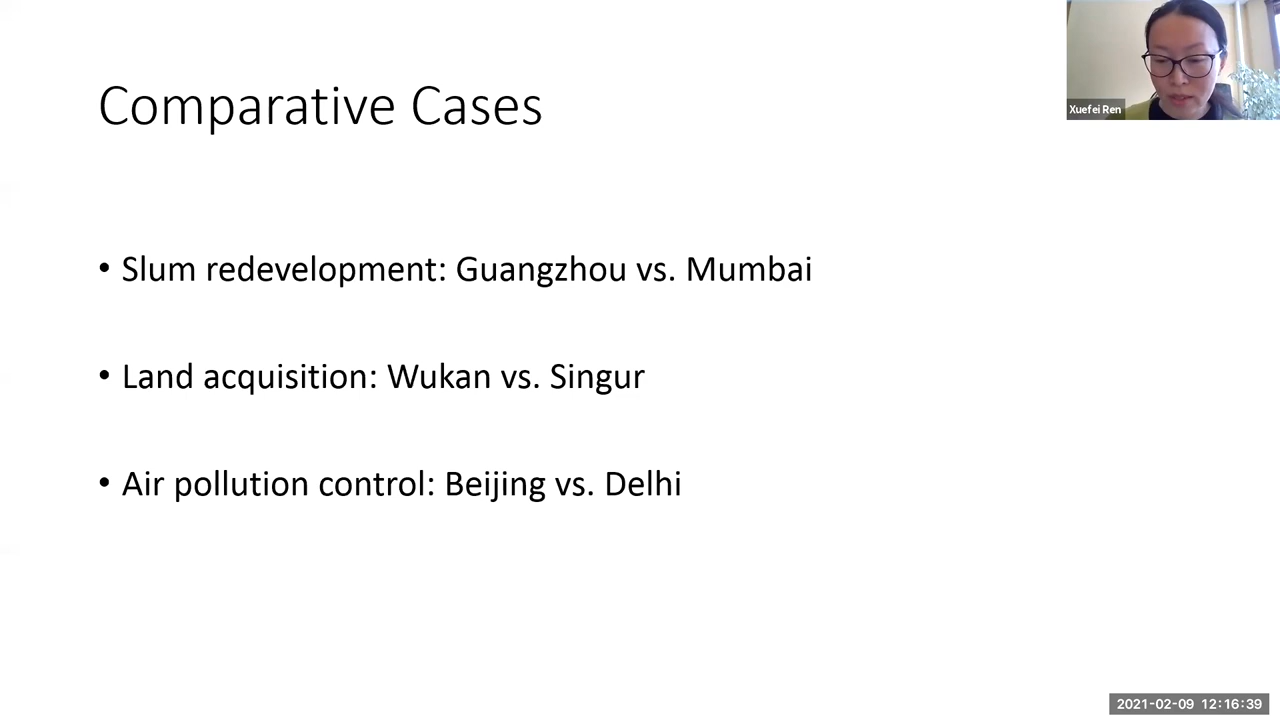 Comparative Cases
Xuefei Ren
• Slum redevelopment: Guangzhou vs. Mumbai
• Land acquisition: Wukan vs. Singur
• Air pollution control: Beijing vs. Delhi
2021-02-09 12:16:39